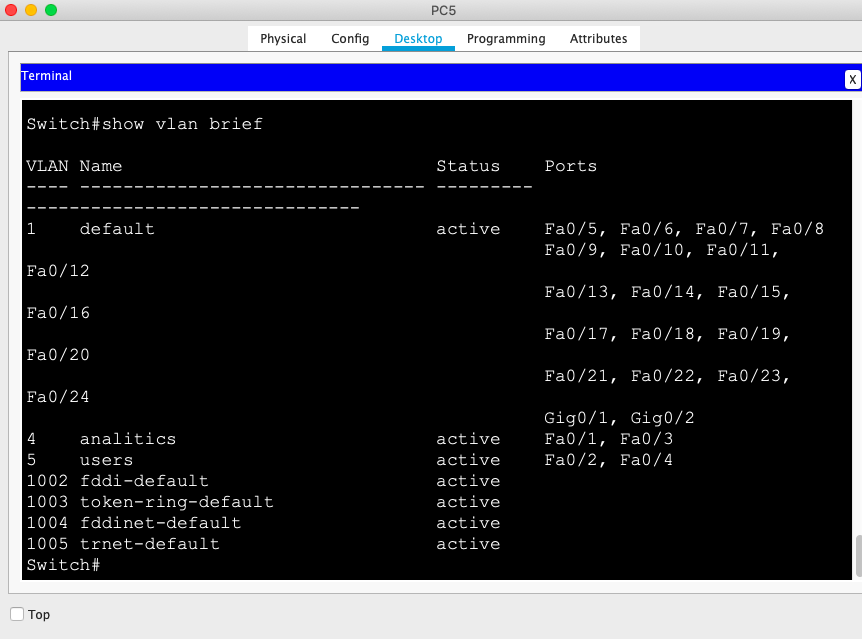 PC5
Physical Config Desktop Programming Attributes
Terminal
X
Switch#show vlan brief
VLAN Name                             Status    Ports
---- -------------------------------- ---------
-------------------------------
1    default                          active    Fa0/5, Fa0/6, Fa0/7, Fa0/8
                                                Fa0/9, Fa0/10, Fa0/11,
Fa0/12
                                                Fa0/13, Fa0/14, Fa0/15,
Fa0/16
                                                Fa0/17, Fa0/18, Fa0/19,
Fa0/20
                                                Fa0/21, Fa0/22, Fa0/23,
Fa0/24
                                                Gig0/1, Gig0/2
4    analitics                        active    Fa0/1, Fa0/3
5    users                            active    Fa0/2, Fa0/4
1002 fddi-default                     active
1003 token-ring-default               active
1004 fddinet-default                  active
1005 trnet-default                    active
Switch#
Top